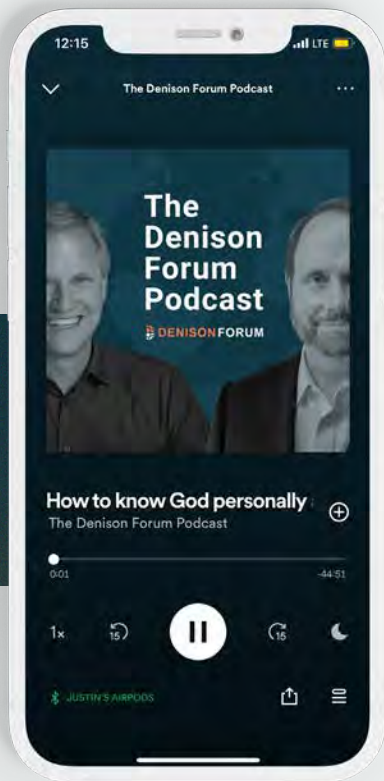 12:15
LTE
The Denison Forum Podcast
The
Denison
Forum
Podcast
DENISONFORUM
How to know God personally
The Denison Forum Podcast
0:01
-44:51
1×
15
15
JUSTIN'S AIRPODS